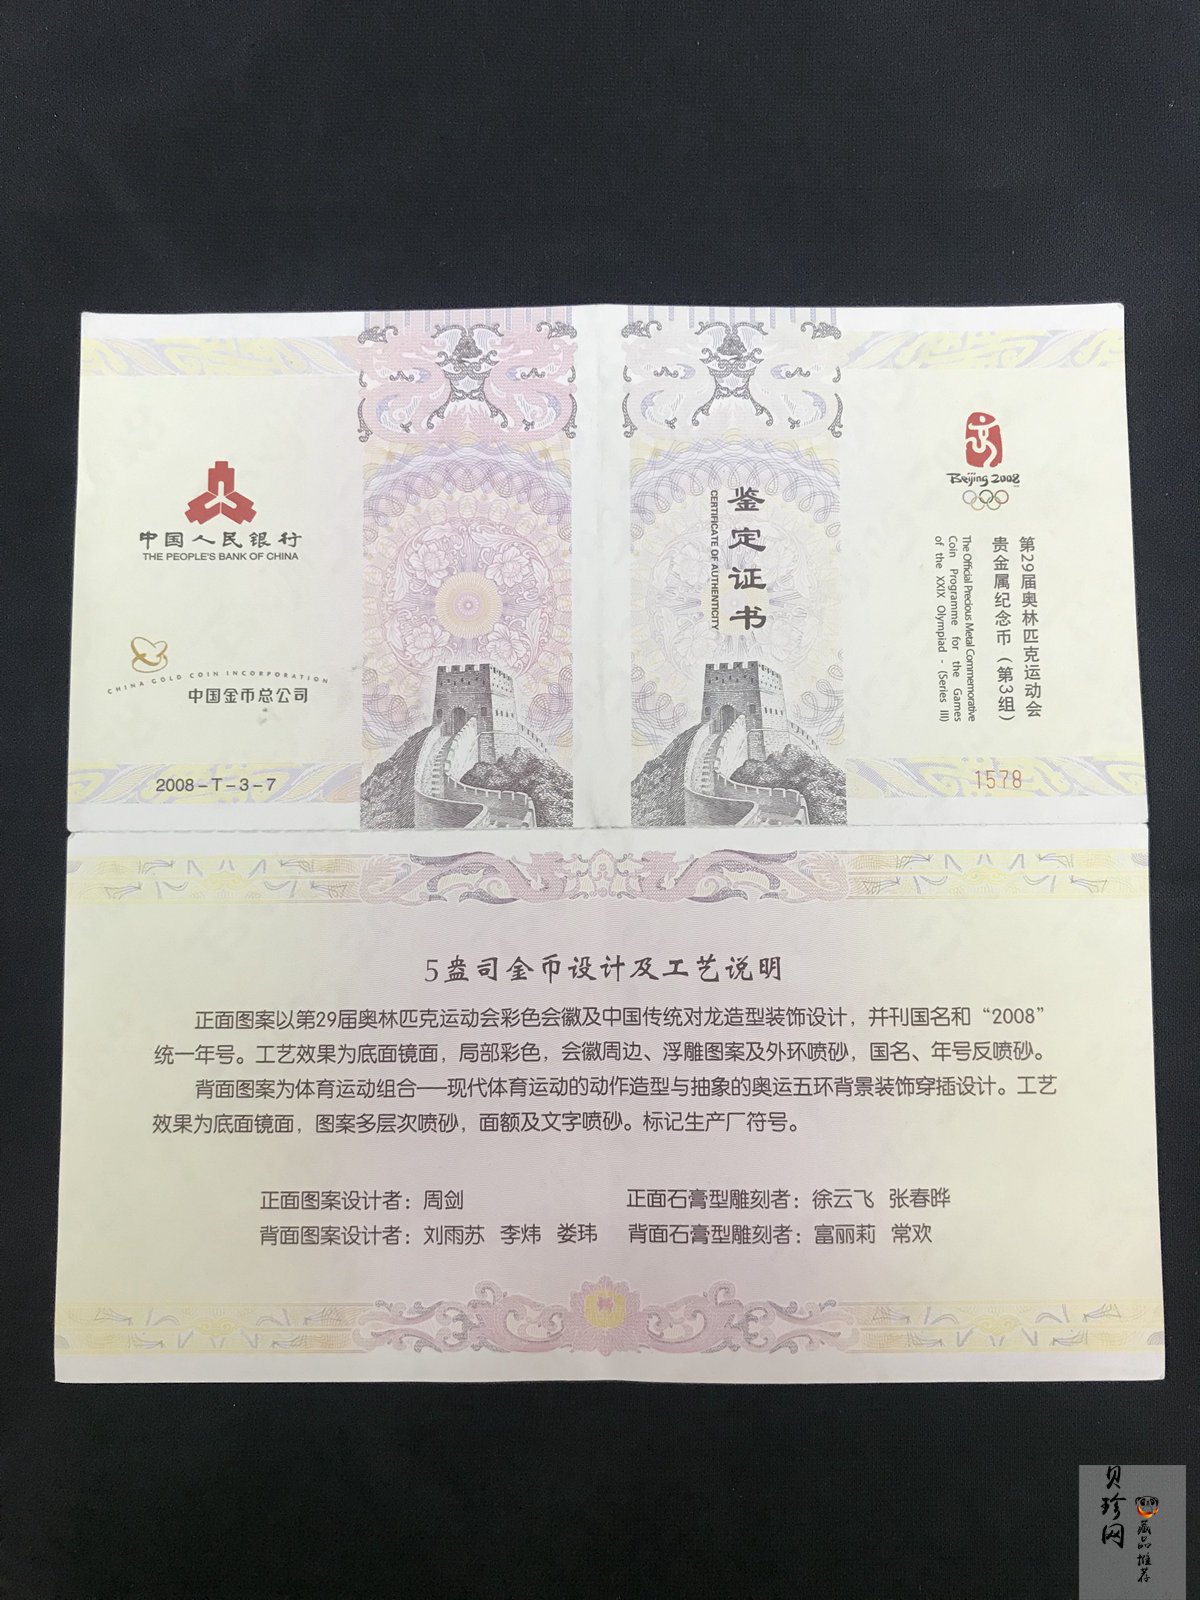 中国人民银行
THE PEOPLE'S BANK OF CHINA
CHINA GOLD COIN INCORPORATION
中国金币总公司
2008-T-3-7
鉴定证书
CERTIFICATE OF AUTHENTICITY
Beijing 2008
第29届奥林匹克运动会
贵金属纪念币（第3组）
The Official Precious Metal Commemorative
Coin Programme for the Games
of the XXIX Olympiad - (Series III)
1578
5盎司金币设计及工艺说明
正面图案以第29届奥林匹克运动会彩色会徽及中国传统对龙造型装饰设计，并刊国名和“2008”
统一年号。工艺效果为底面镜面，局部彩色，会徽周边、浮雕图案及外环喷砂，国名、年号反喷砂。
背面图案为体育运动组合——现代体育运动的动作造型与抽象的奥运五环背景装饰穿插设计。工艺
效果为底面镜面，图案多层次喷砂，面额及文字喷砂。标记生产厂符号。
正面图案设计者：周剑 正面石膏型雕刻者：徐云飞 张春晔
背面图案设计者：刘雨苏 李炜 娄玮 背面石膏型雕刻者：富丽莉 常欢
贝珍网
藏品推荐